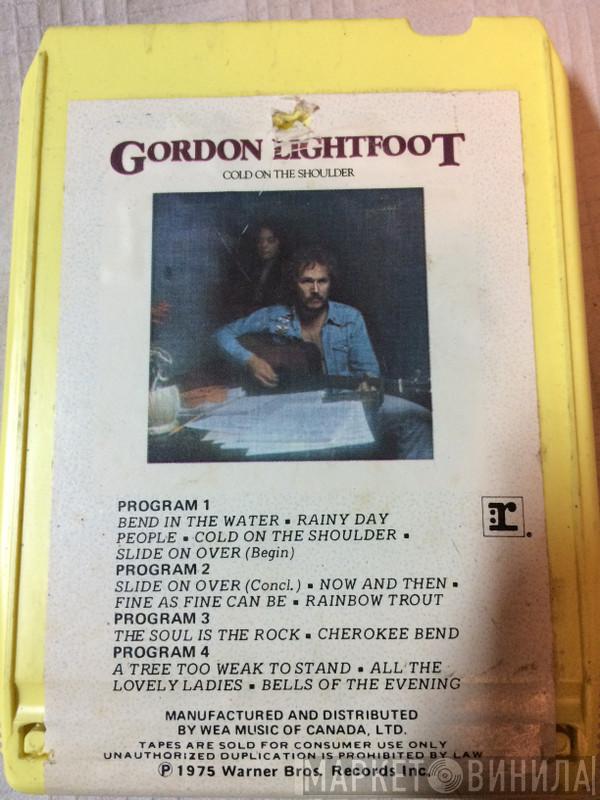 GORDON LIGHTFOOT
COLD ON THE SHOULDER
PROGRAM 1
BEND IN THE WATER ▪ RAINY DAY
PEOPLE ▪ COLD ON THE SHOULDER ▪
SLIDE ON OVER (Begin)
PROGRAM 2
SLIDE ON OVER (Concl.) ▪ NOW AND THEN ▪
FINE AS FINE CAN BE ▪ RAINBOW TROUT
PROGRAM 3
THE SOUL IS THE ROCK ▪ CHEROKEE BEND
PROGRAM 4
A TREE TOO WEAK TO STAND ▪ ALL THE
LOVELY LADIES ▪ BELLS OF THE EVENING
r
MANUFACTURED AND DISTRIBUTED
BY WEA MUSIC OF CANADA, LTD.
TAPES ARE SOLD FOR CONSUMER USE ONLY
UNAUTHORIZED DUPLICATION IS PROHIBITED BY LAW
℗ 1975 Warner Bros. Records Inc.
МАРКЕТ ВИНИЛА